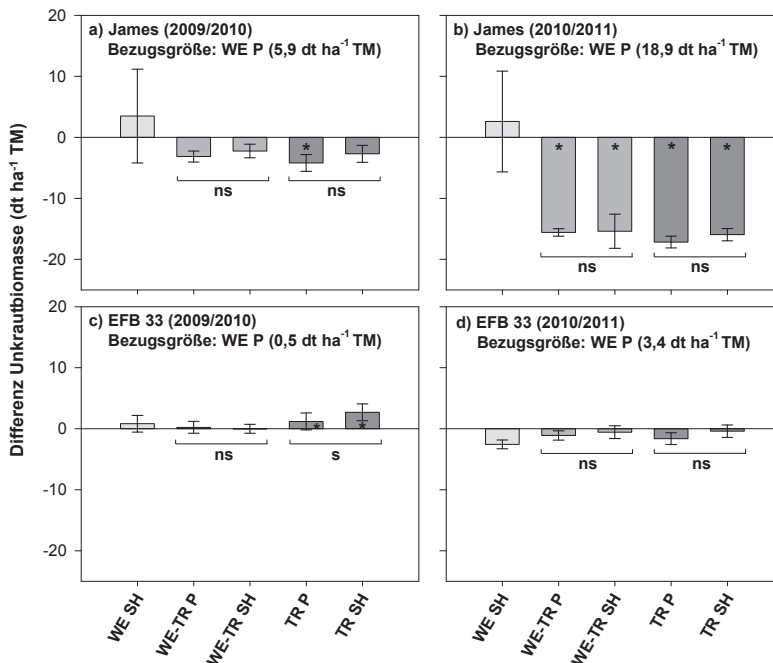 Differenz Unkrautbiomasse (dt ha⁻¹ TM)
a) James (2009/2010)
Bezugsgröße: WE P (5,9 dt ha⁻¹ TM)
20
10
0
-10
-20
*
ns
ns
b) James (2010/2011)
Bezugsgröße: WE P (18,9 dt ha⁻¹ TM)
* * * *
ns
ns
c) EFB 33 (2009/2010)
Bezugsgröße: WE P (0,5 dt ha⁻¹ TM)
20
10
0
-10
-20
* *
ns
s
d) EFB 33 (2010/2011)
Bezugsgröße: WE P (3,4 dt ha⁻¹ TM)
ns
ns
WE SH
WE-TR P
WE-TR SH
TR P
TR SH
WE SH
WE-TR P
WE-TR SH
TR P
TR SH